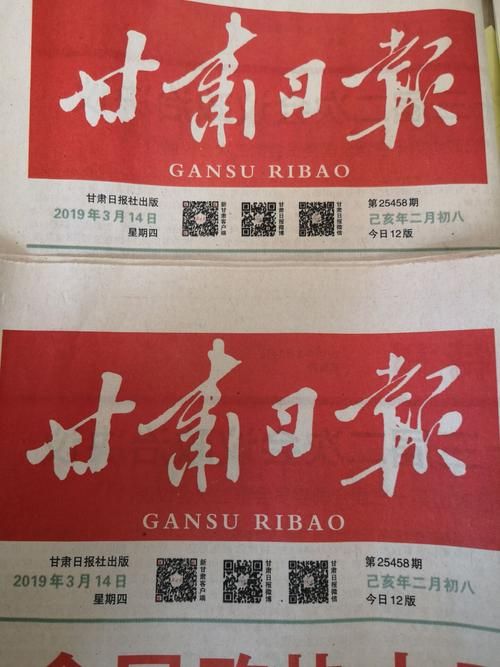 甘肅日報
GANSU RIBAO
甘肃日报社出版
2019年3月14日
星期四
新甘肃客户端
甘肃日报微博
甘肃日报微信
第25458期
己亥年二月初八
今日12版
甘肅日報
GANSU RIBAO
甘肃日报社出版
2019年3月14日
星期四
新甘肃客户端
甘肃日报微博
甘肃日报微信
第25458期
己亥年二月初八
今日12版